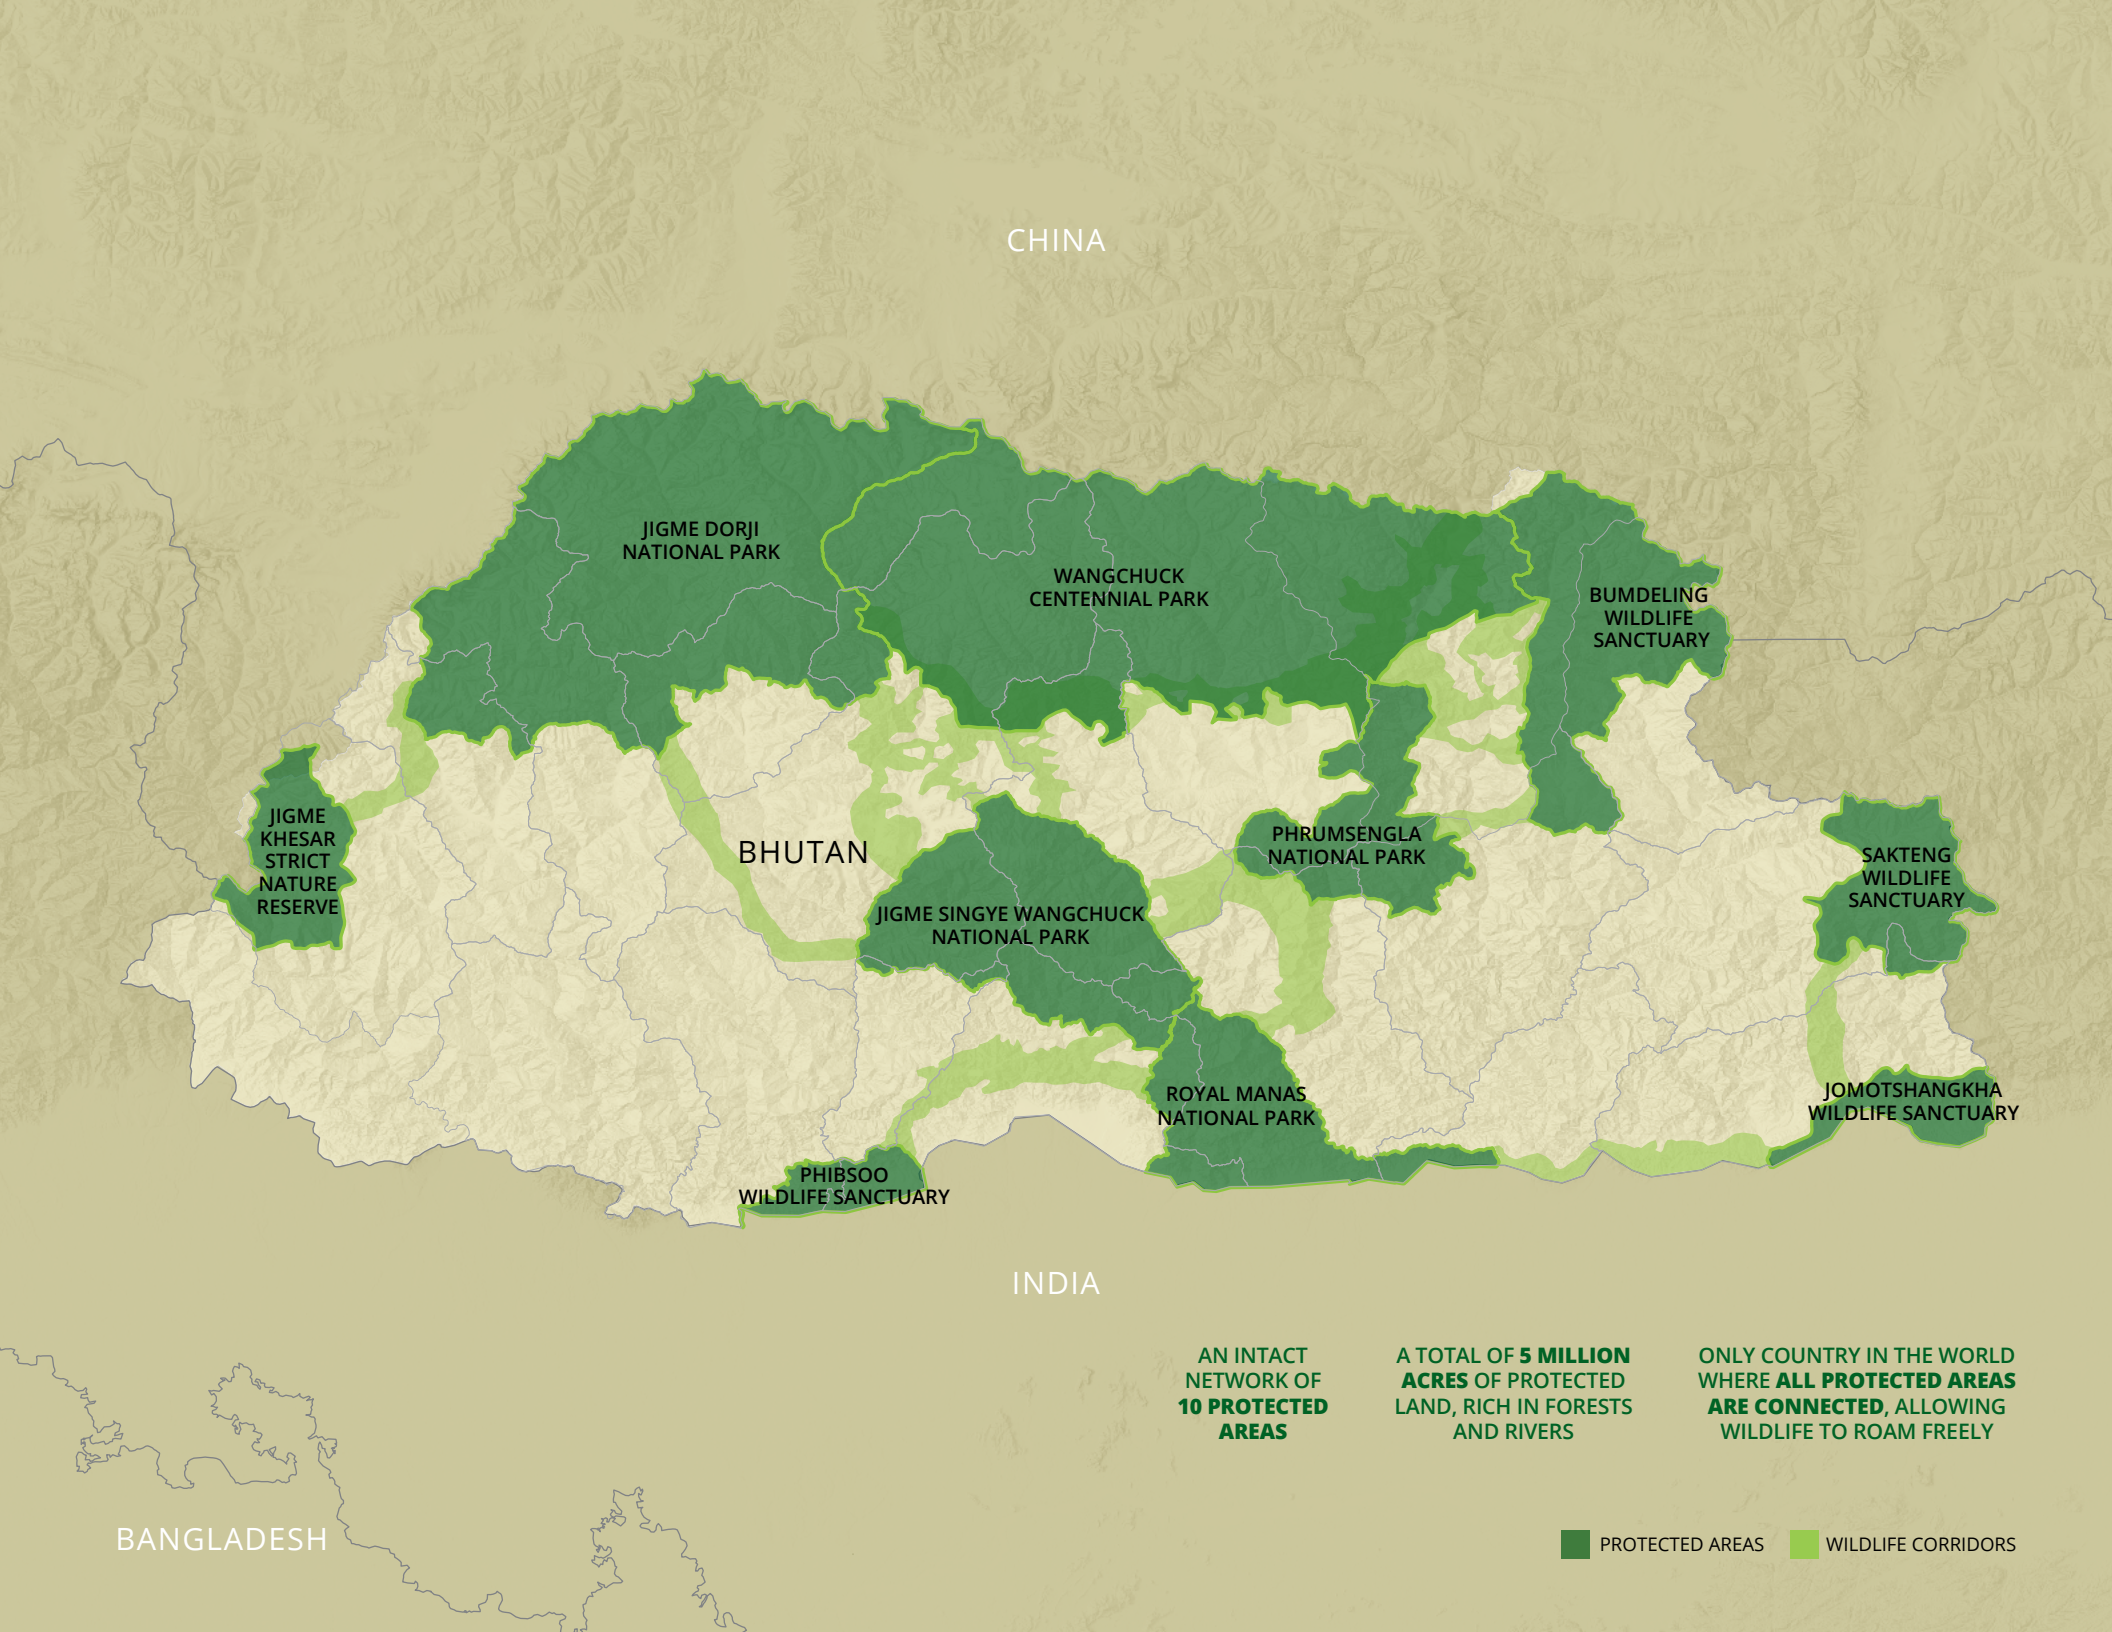 CHINA
JIGME DORJI
NATIONAL PARK
WANGCHUCK
CENTENNIAL PARK
BUMDELING
WILDLIFE
SANCTUARY
JIGME
KHESAR
STRICT
NATURE
RESERVE
BHUTAN
PHRUMSENGLA
NATIONAL PARK
SAKTENG
WILDLIFE
SANCTUARY
JIGME SINGYE WANGCHUCK
NATIONAL PARK
ROYAL MANAS
NATIONAL PARK
JOMOTSHANGKHA
WILDLIFE SANCTUARY
PHIBSOO
WILDLIFE SANCTUARY
INDIA
AN INTACT
NETWORK OF
10 PROTECTED
AREAS
A TOTAL OF 5 MILLION
ACRES OF PROTECTED
LAND, RICH IN FORESTS
AND RIVERS
ONLY COUNTRY IN THE WORLD
WHERE ALL PROTECTED AREAS
ARE CONNECTED, ALLOWING
WILDLIFE TO ROAM FREELY
BANGLADESH
PROTECTED AREAS
WILDLIFE CORRIDORS